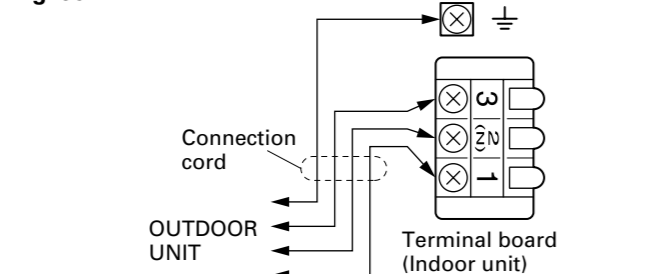 Connection
cord
3
2
(N)
1
OUTDOOR
UNIT
Terminal board
(Indoor unit)